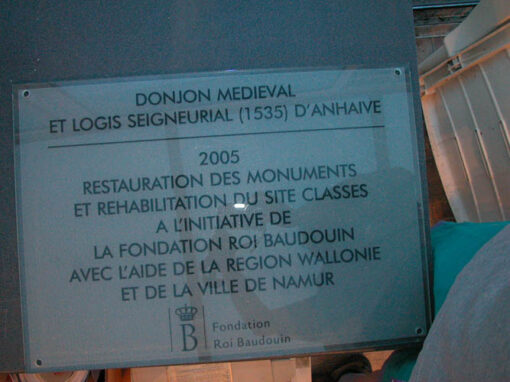 DONJON MEDIEVAL
ET LOGIS SEIGNEURIAL (1535) D'ANHAIVE
2005
RESTAURATION DES MONUMENTS
ET REHABILITATION DU SITE CLASSES
A L'INITIATIVE DE
LA FONDATION ROI BAUDOUIN
AVEC L'AIDE DE LA REGION WALLONIE
ET DE LA VILLE DE NAMUR
B
Fondation
Roi Baudouin